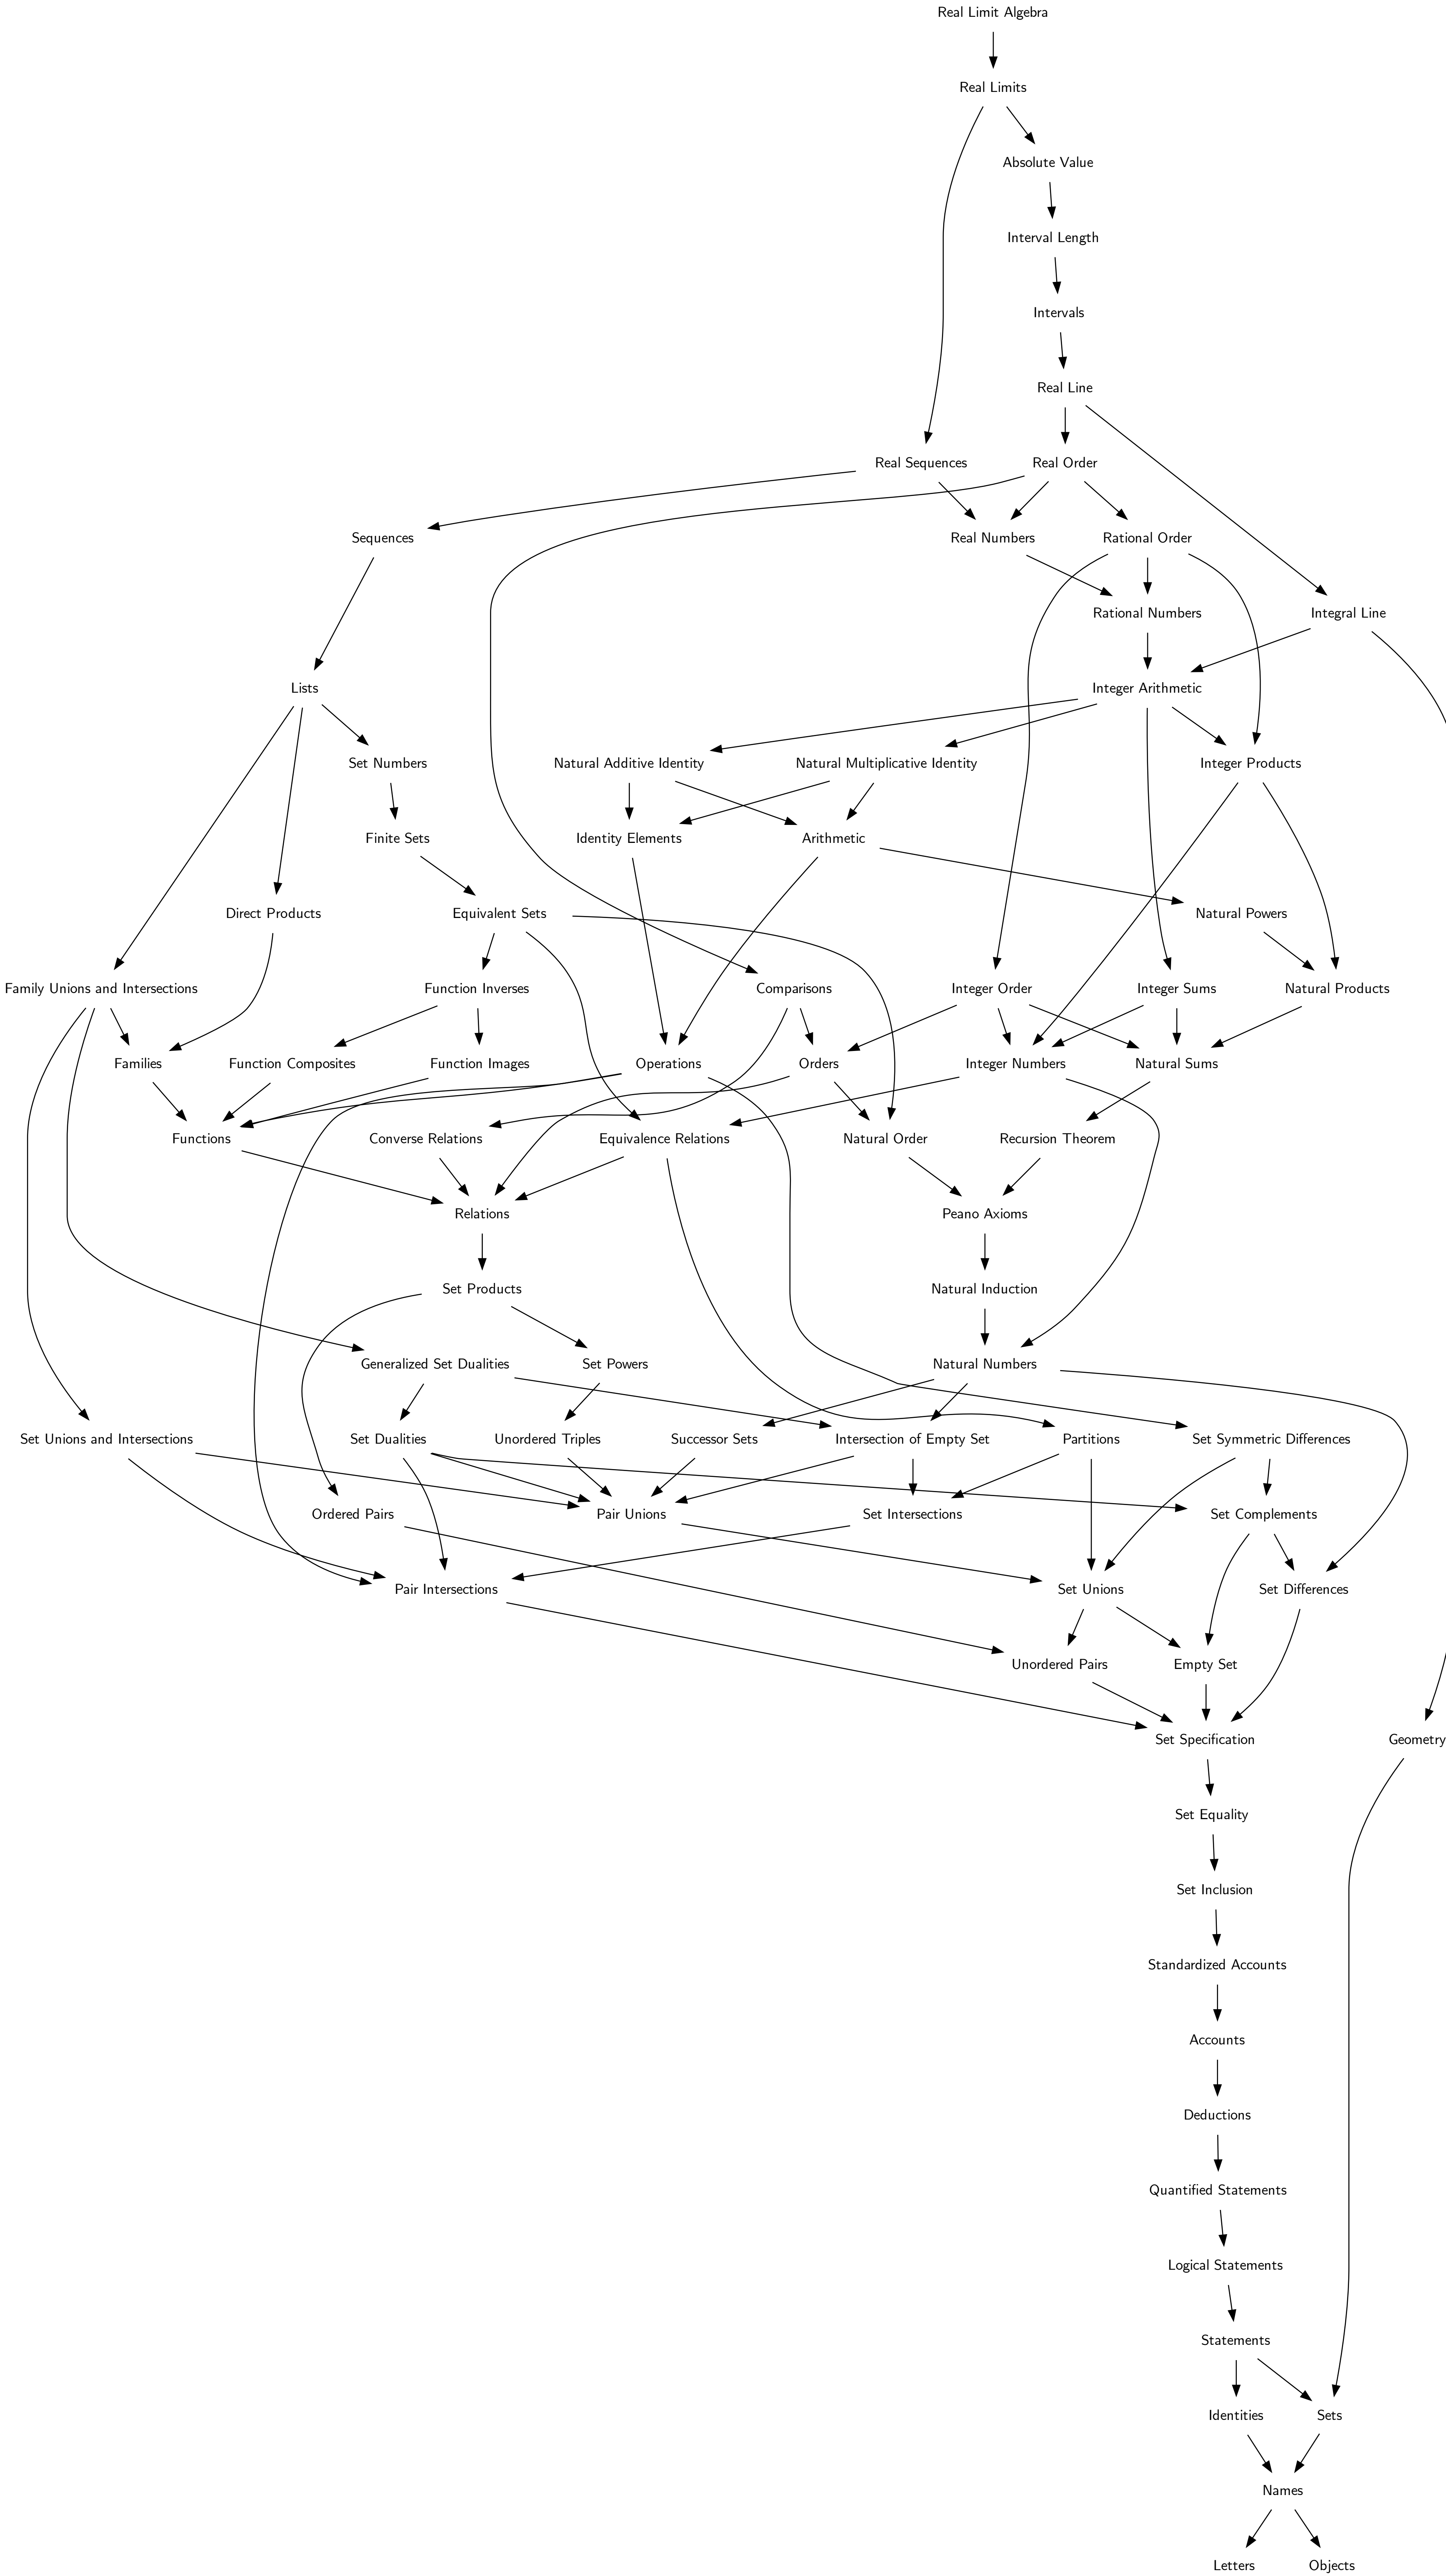 Real Limit Algebra
Real Limits
Absolute Value
Interval Length
Intervals
Real Line
Real Sequences
Real Order
Sequences
Real Numbers
Rational Order
Rational Numbers
Integral Line
Lists
Integer Arithmetic
Set Numbers
Natural Additive Identity
Natural Multiplicative Identity
Integer Products
Finite Sets
Identity Elements
Arithmetic
Direct Products
Equivalent Sets
Natural Powers
Family Unions and Intersections
Function Inverses
Comparisons
Integer Order
Integer Sums
Natural Products
Families
Function Composites
Function Images
Operations
Orders
Integer Numbers
Natural Sums
Functions
Converse Relations
Equivalence Relations
Natural Order
Recursion Theorem
Relations
Peano Axioms
Set Products
Natural Induction
Generalized Set Dualities
Set Powers
Natural Numbers
Set Unions and Intersections
Set Dualities
Unordered Triples
Successor Sets
Intersection of Empty Set
Partitions
Set Symmetric Differences
Ordered Pairs
Pair Unions
Set Intersections
Set Complements
Pair Intersections
Set Unions
Set Differences
Unordered Pairs
Empty Set
Set Specification
Geometry
Set Equality
Set Inclusion
Standardized Accounts
Accounts
Deductions
Quantified Statements
Logical Statements
Statements
Identities
Sets
Names
Letters
Objects